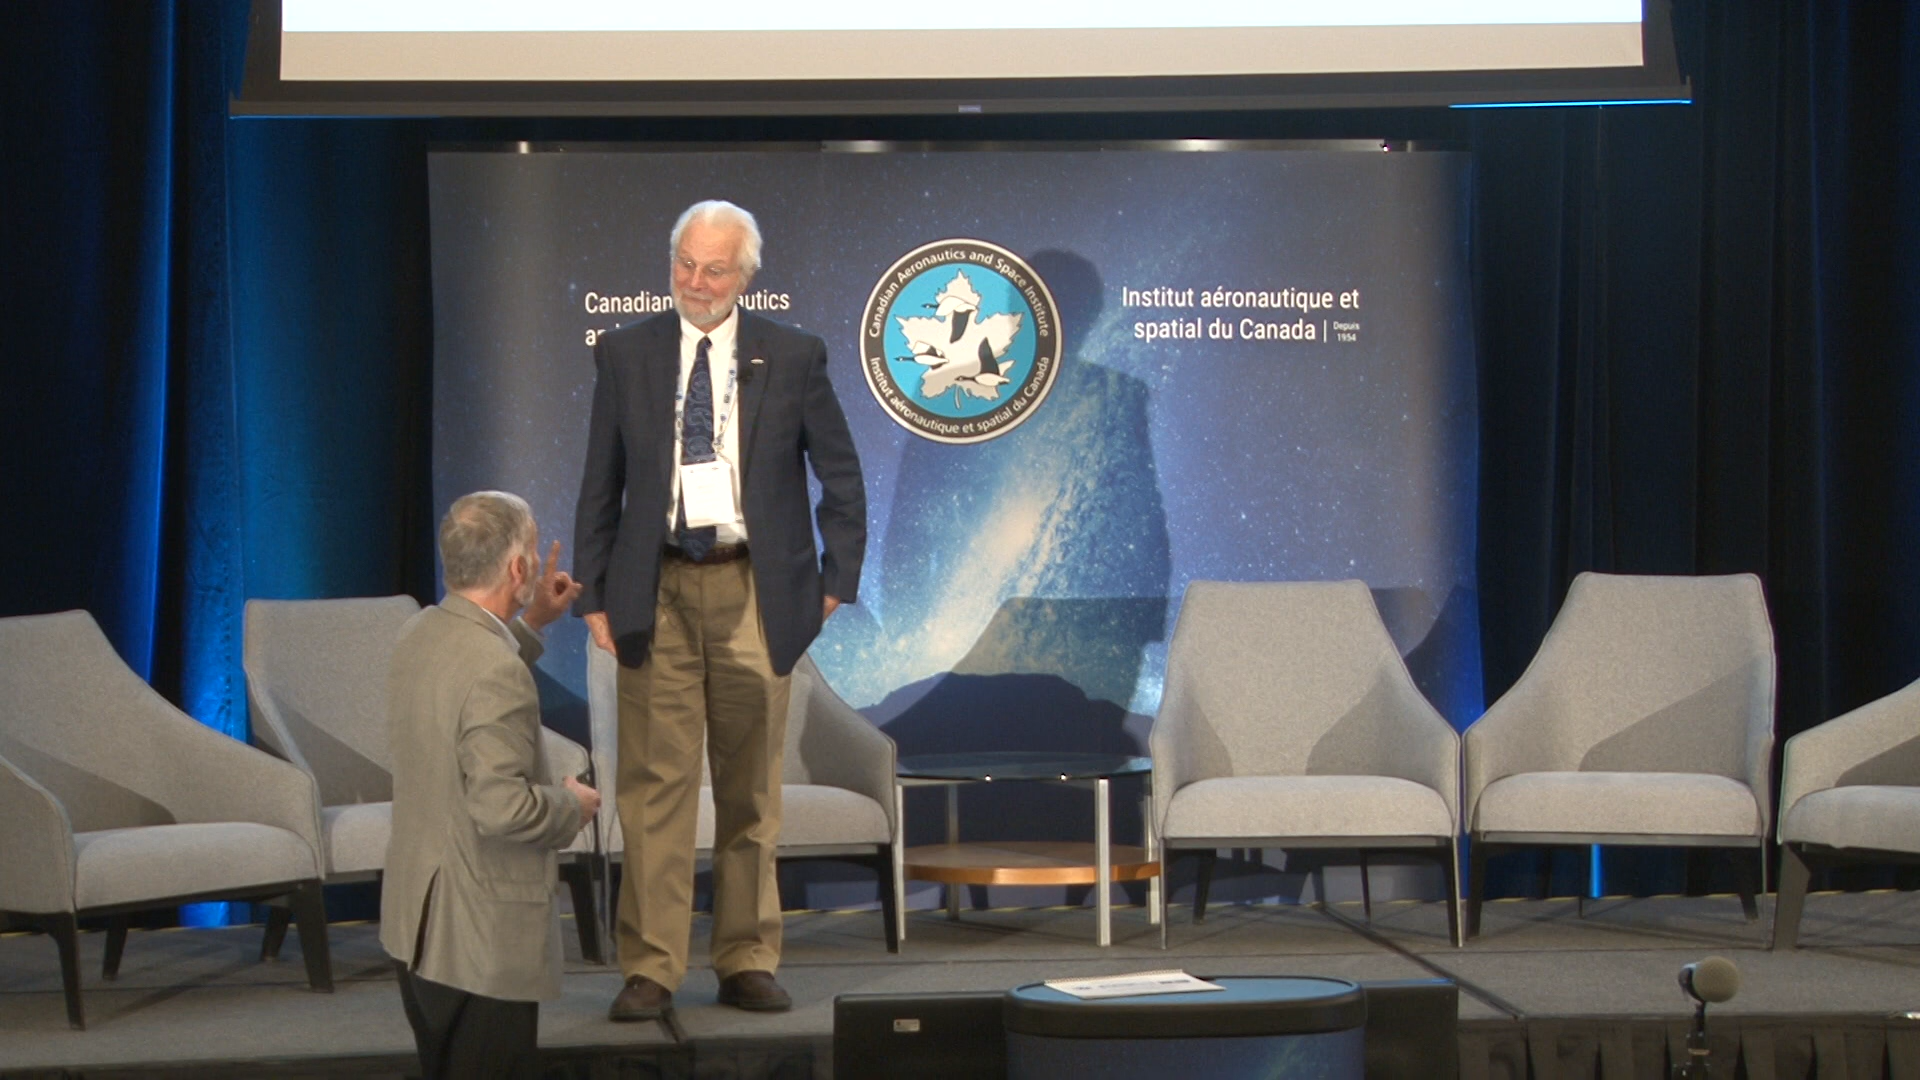 Canadian
utics
Institut aéronautique et
spatial du Canada | Depuis
1954
Canadian Aeronautics and Space Institute
Institut aéronautique et spatial du Canada